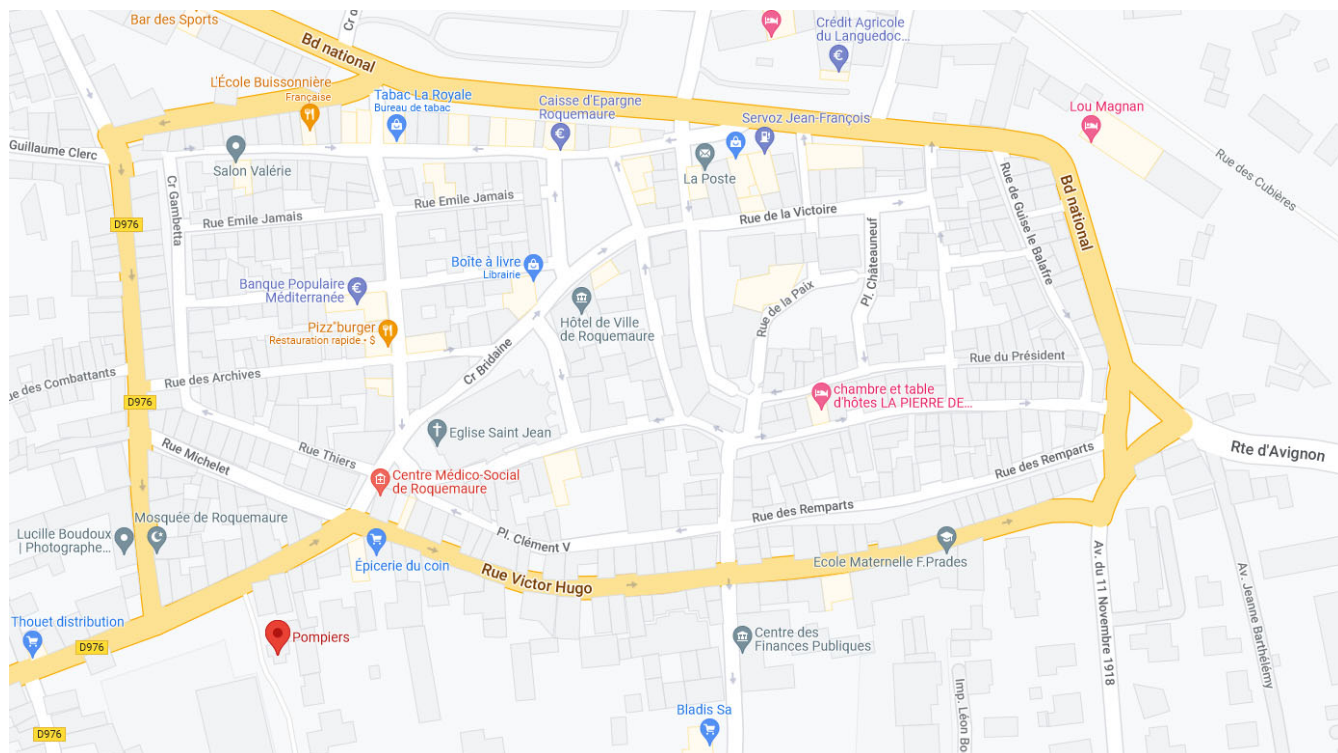 Bar des Sports
Cr d
Bd national
Crédit Agricole
du Languedoc...
L'École Buissonnière
Française
Tabac La Royale
Bureau de tabac
Caisse d'Epargne
Roquemaure
Servoz Jean-François
Lou Magnan
Guillaume Clerc
Salon Valérie
La Poste
Rue des Cubières
Cr Gambetta
Rue Emile Jamais
Rue Emile Jamais
Rue de la Victoire
Rue de Guise le Balafre
Bd national
D976
Pl. Châteauneuf
Boîte à livre
Librairie
Banque Populaire
Méditerranée
Rue de la Paix
Hôtel de Ville
de Roquemaure
Pizz'burger
Restauration rapide • $
Cr Bridaine
Rue du Président
ue des Combattants
Rue des Archives
D976
chambre et table
d'hôtes LA PIERRE DE...
Eglise Saint Jean
Rue Michelet
Rue Thiers
Rte d'Avignon
Centre Médico-Social
de Roquemaure
Rue des Remparts
Rue des Remparts
Mosquée de Roquemaure
Lucille Boudoux
| Photographe...
Pl. Clément V
Épicerie du coin
Rue Victor Hugo
Ecole Maternelle F.Prades
Av. du 11 Novembre 1918
Av. Jeanne Barthélémy
Thouet distribution
D976
Pompiers
Centre des
Finances Publiques
Imp. Léon Bo
Bladis Sa
D976